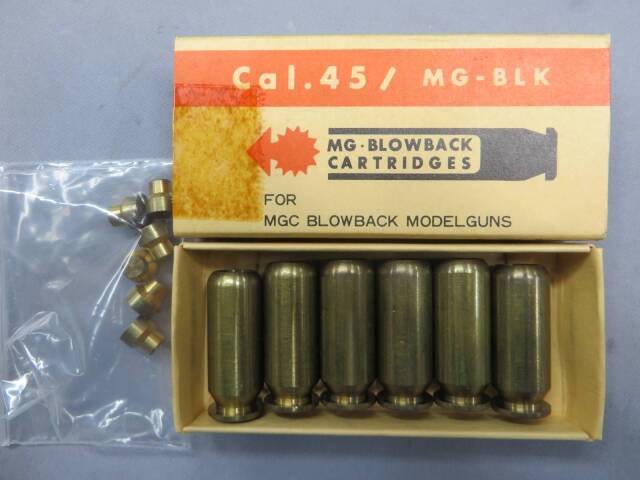 Cal.45/ MG-BLK
MG·BLOWBACK
CARTRIDGES
FOR
MGC BLOWBACK MODELGUNS